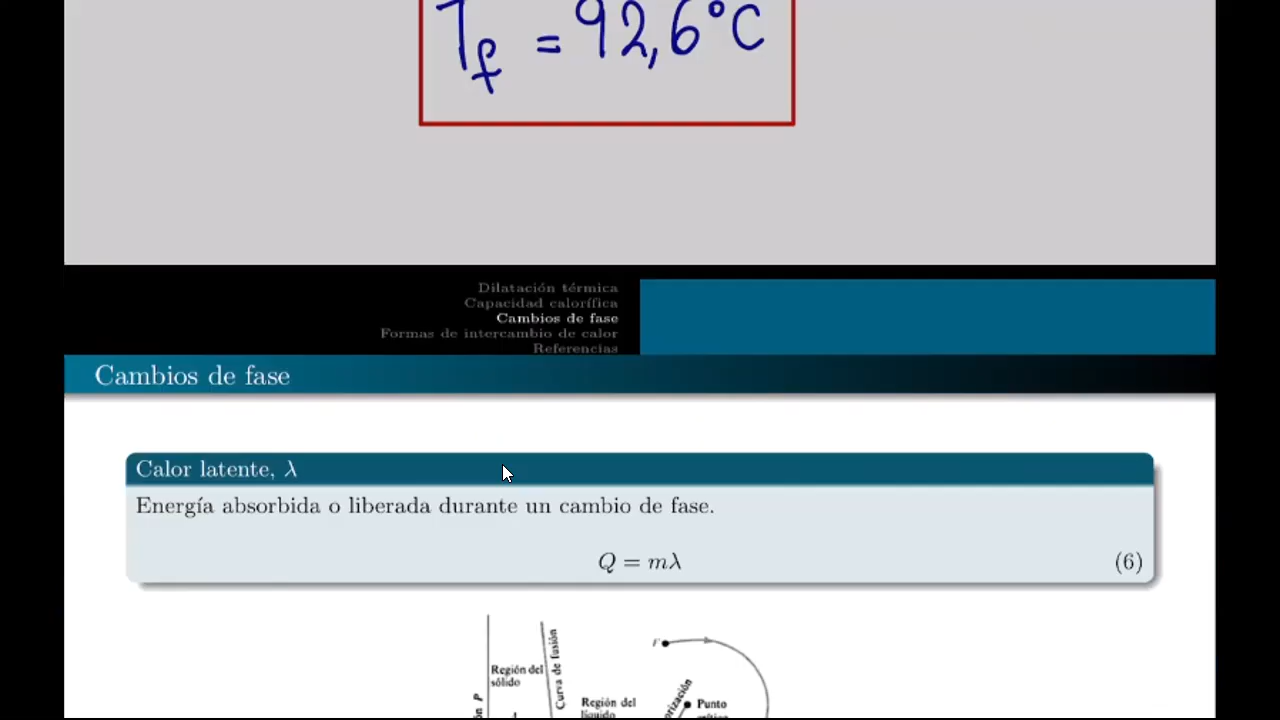 Tf = 92,6°C
Dilatación térmica
Capacidad calorífica
Cambios de fase
Formas de intercambio de calor
Referencias
Cambios de fase
Calor latente, λ
Energía absorbida o liberada durante un cambio de fase.
Q = mλ (6)
r
Región del
sólido
Curva de fusión
P
Región del
líquido
Punto